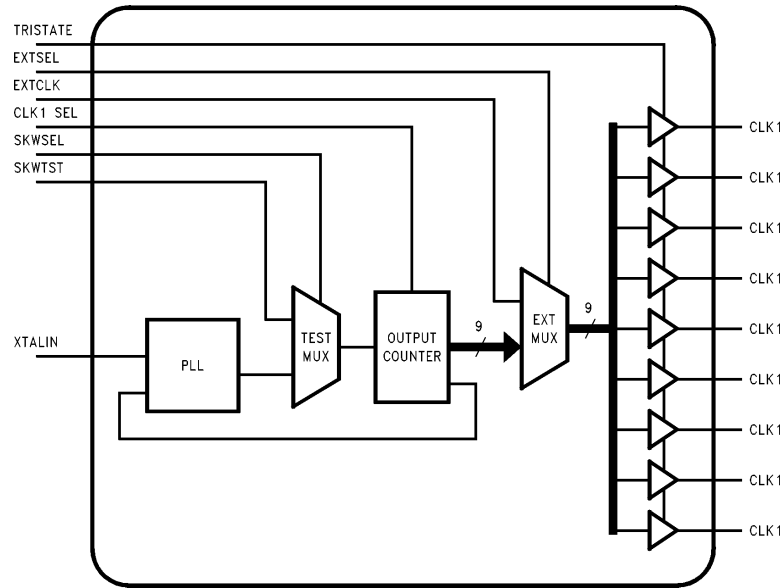 TRISTATE
EXTSEL
EXTCLK
CLK1 SEL
SKWSEL
SKWTST
XTALIN
PLL
TEST
MUX
OUTPUT
COUNTER
9
EXT
MUX
9
CLK1
CLK1
CLK1
CLK1
CLK1
CLK1
CLK1
CLK1
CLK1